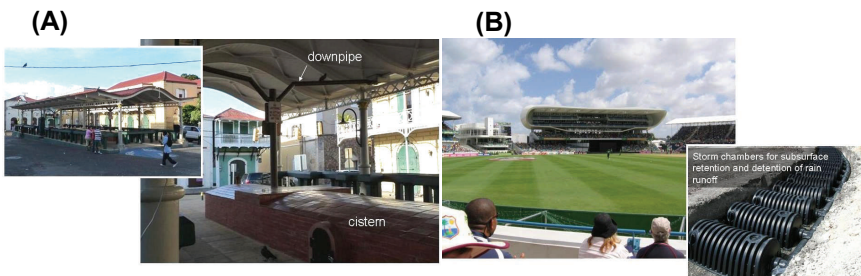 (A)
downpipe
cistern
(B)
Storm chambers for subsurface
retention and detention of rain
runoff